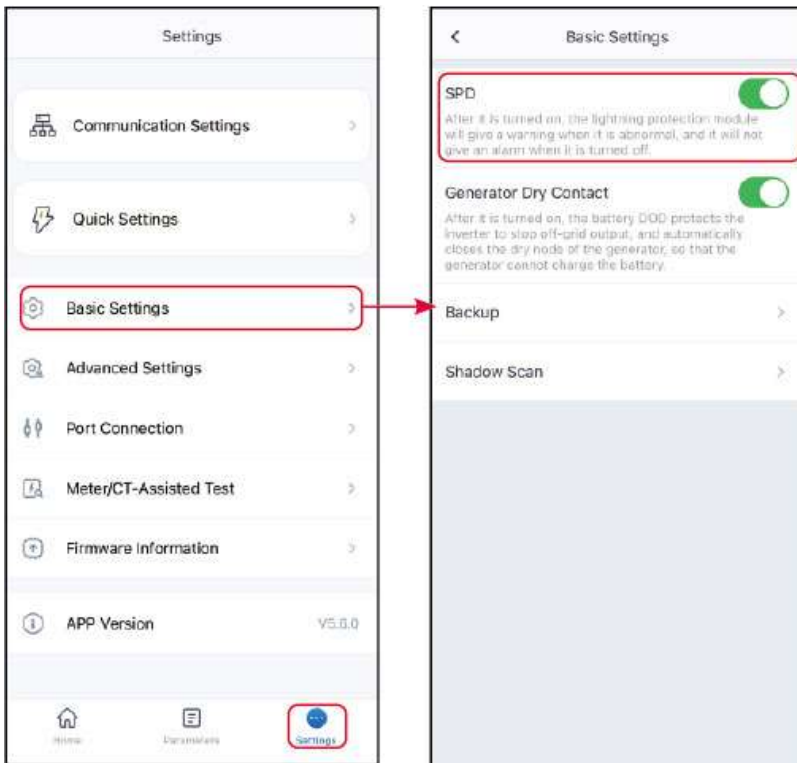 Settings
Communication Settings
Quick Settings
Basic Settings
Advanced Settings
Port Connection
Meter/CT-Assisted Test
Firmware Information
APP Version V5.6.0
Home Parameters Settings
Basic Settings
SPD
After it is turned on, the lightning protection module
will give a warning when it is abnormal, and it will not
give an alarm when it is turned off.
Generator Dry Contact
After it is turned on, the battery DOD protects the
inverter to stop off-grid output, and automatically
closes the dry node of the generator, so that the
generator cannot charge the battery.
Backup
Shadow Scan